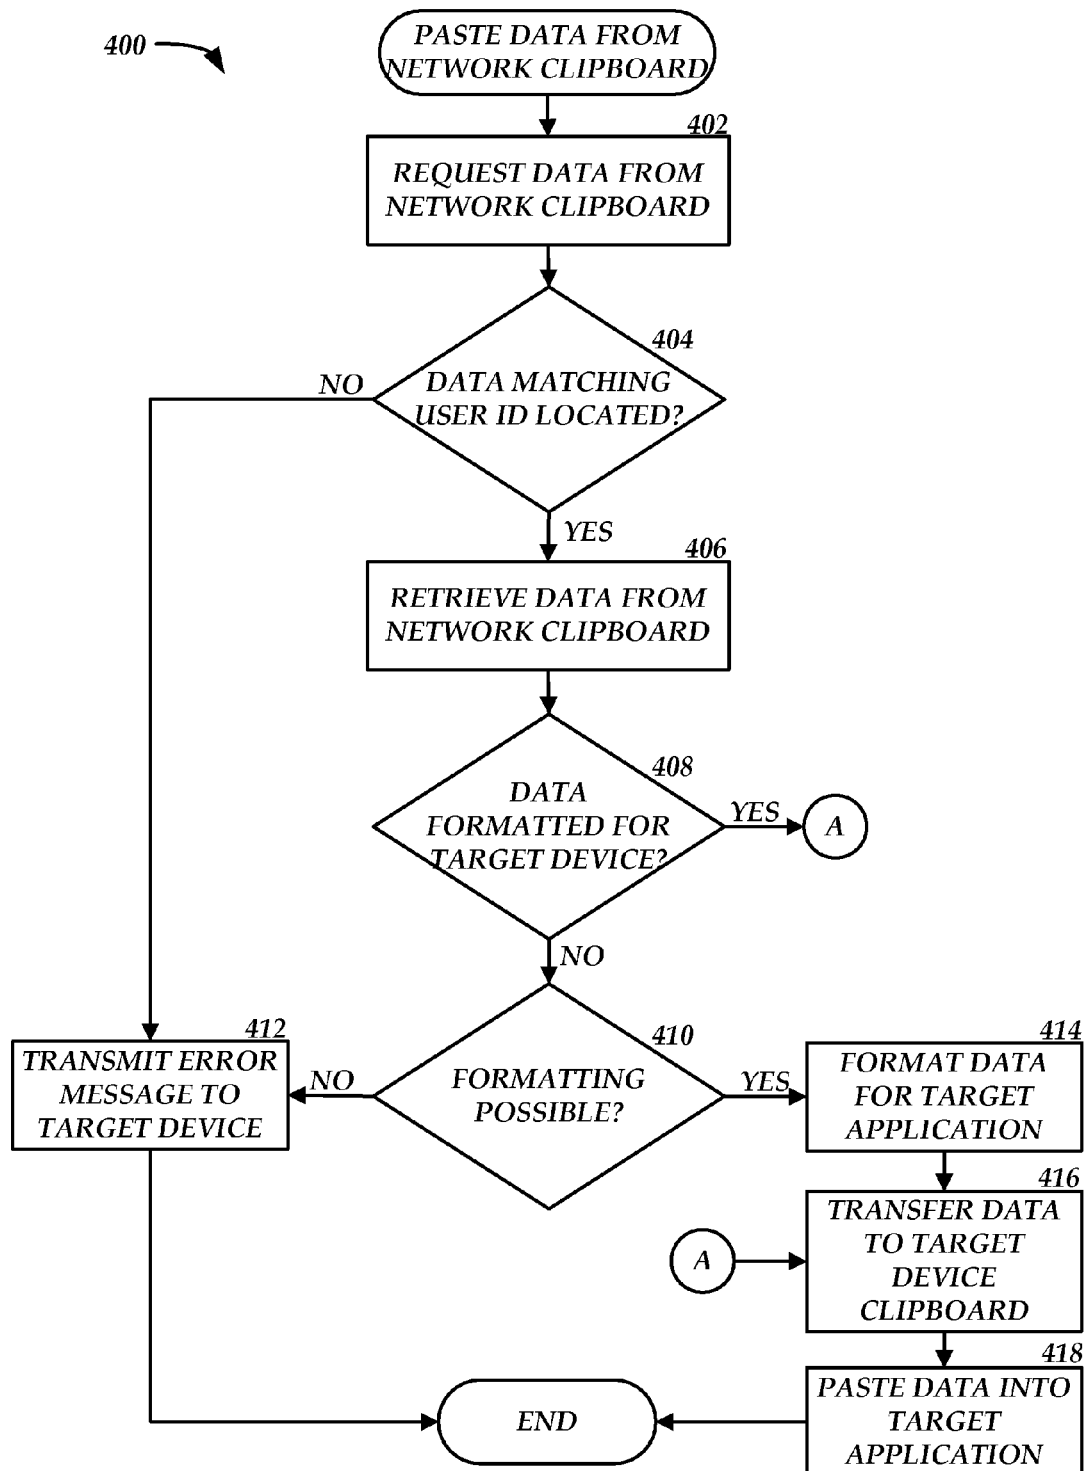 400
PASTE DATA FROM
NETWORK CLIPBOARD
402
REQUEST DATA FROM
NETWORK CLIPBOARD
404
NO
DATA MATCHING
USER ID LOCATED?
YES
406
RETRIEVE DATA FROM
NETWORK CLIPBOARD
408
DATA
FORMATTED FOR
TARGET DEVICE?
YES
A
NO
412
TRANSMIT ERROR
MESSAGE TO
TARGET DEVICE
NO
410
FORMATTING
POSSIBLE?
YES
414
FORMAT DATA
FOR TARGET
APPLICATION
416
TRANSFER DATA
TO TARGET
DEVICE
CLIPBOARD
A
418
PASTE DATA INTO
TARGET
APPLICATION
END